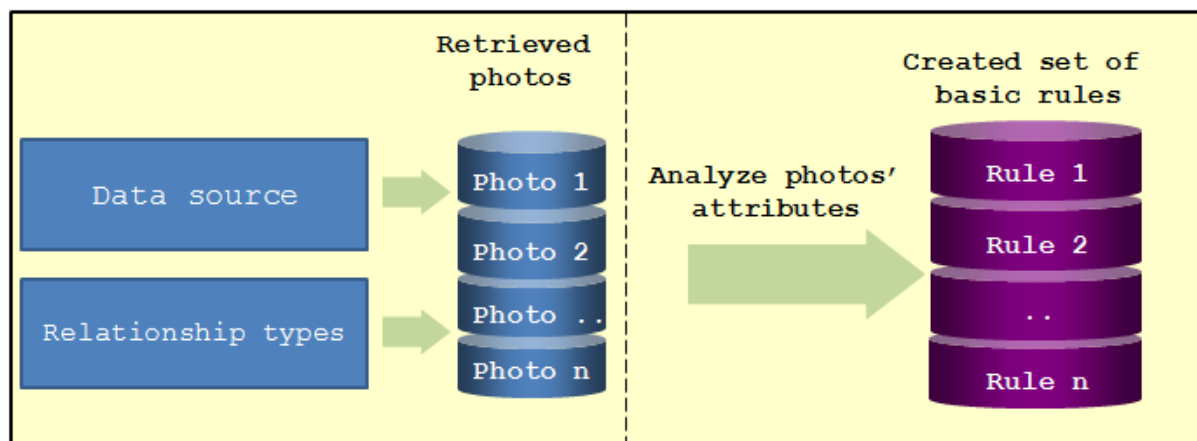 Retrieved
photos
Data source
Relationship types
Photo 1
Photo 2
Photo ..
Photo n
Analyze photos'
attributes
Created set of
basic rules
Rule 1
Rule 2
..
Rule n